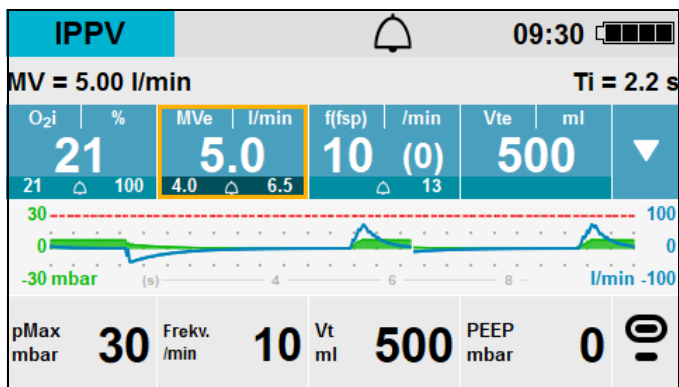 IPPV 09:30
MV = 5.00 l/min Ti = 2.2 s
O₂i % MVe l/min f(fsp) /min Vte ml
21 5.0 10 (0) 500
21 100 4.0 6.5 13
30 100
0 0
-30 mbar (s) 4 6 8 l/min -100
pMax mbar 30 Frekv. /min 10 Vt ml 500 PEEP mbar 0